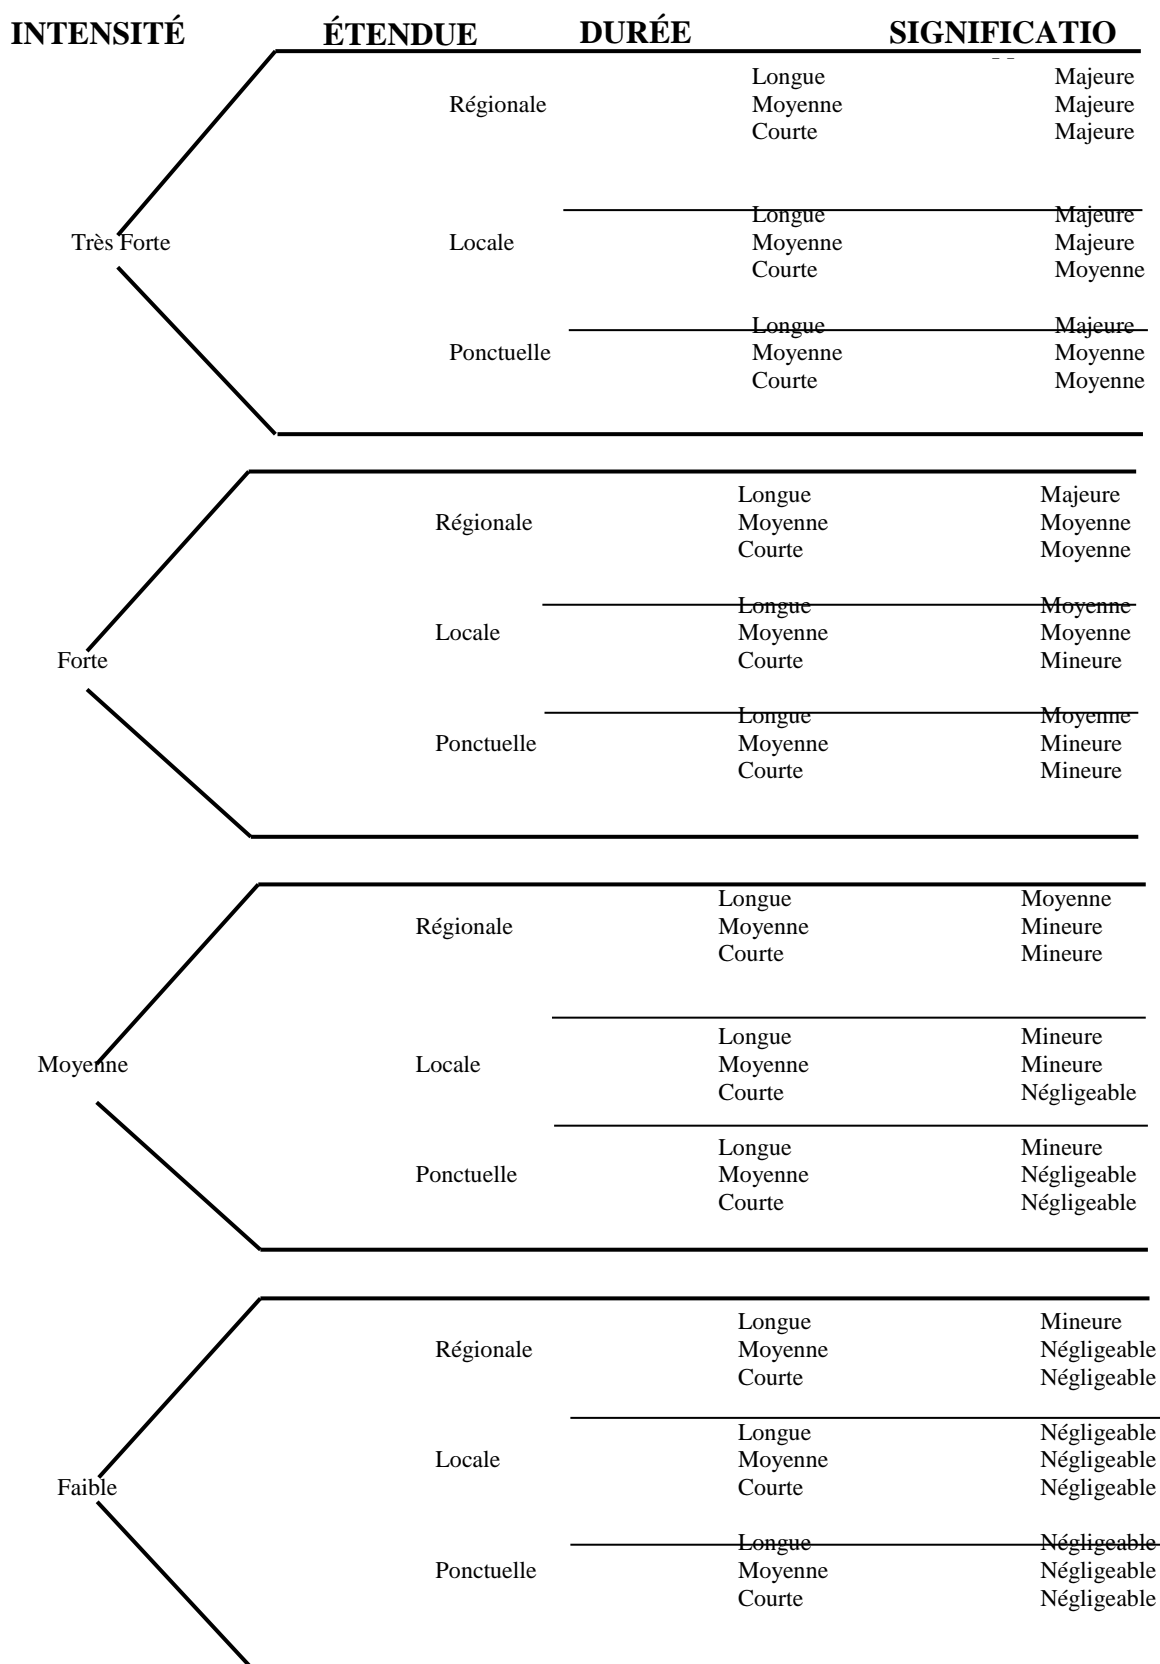 INTENSITÉ ÉTENDUE DURÉE SIGNIFICATIO
Longue Majeure
Régionale Moyenne Majeure
Courte Majeure
Longue Majeure
Très Forte Locale Moyenne Majeure
Courte Moyenne
Longue Majeure
Ponctuelle Moyenne Moyenne
Courte Moyenne
Longue Majeure
Régionale Moyenne Moyenne
Courte Moyenne
Longue Moyenne
Locale Moyenne Moyenne
Forte Courte Mineure
Longue Moyenne
Ponctuelle Moyenne Mineure
Courte Mineure
Longue Moyenne
Régionale Moyenne Mineure
Courte Mineure
Longue Mineure
Moyenne Locale Moyenne Mineure
Courte Négligeable
Longue Mineure
Ponctuelle Moyenne Négligeable
Courte Négligeable
Longue Mineure
Régionale Moyenne Négligeable
Courte Négligeable
Longue Négligeable
Locale Moyenne Négligeable
Faible Courte Négligeable
Longue Négligeable
Ponctuelle Moyenne Négligeable
Courte Négligeable